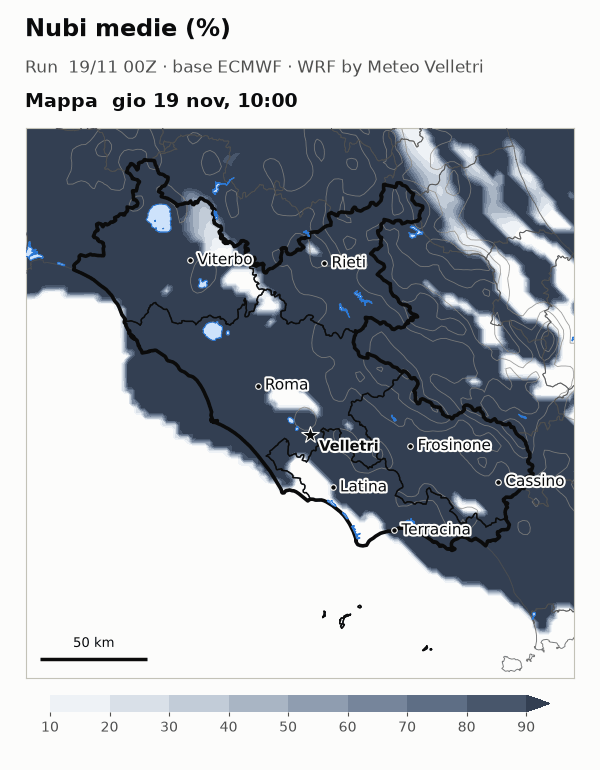 Nubi medie (%)
Run  19/11 00Z · base ECMWF · WRF by Meteo Velletri
Mappa  gio 19 nov, 10:00
Viterbo
Rieti
Roma
Velletri
Frosinone
Cassino
Latina
Terracina
50 km
10 20 30 40 50 60 70 80 90